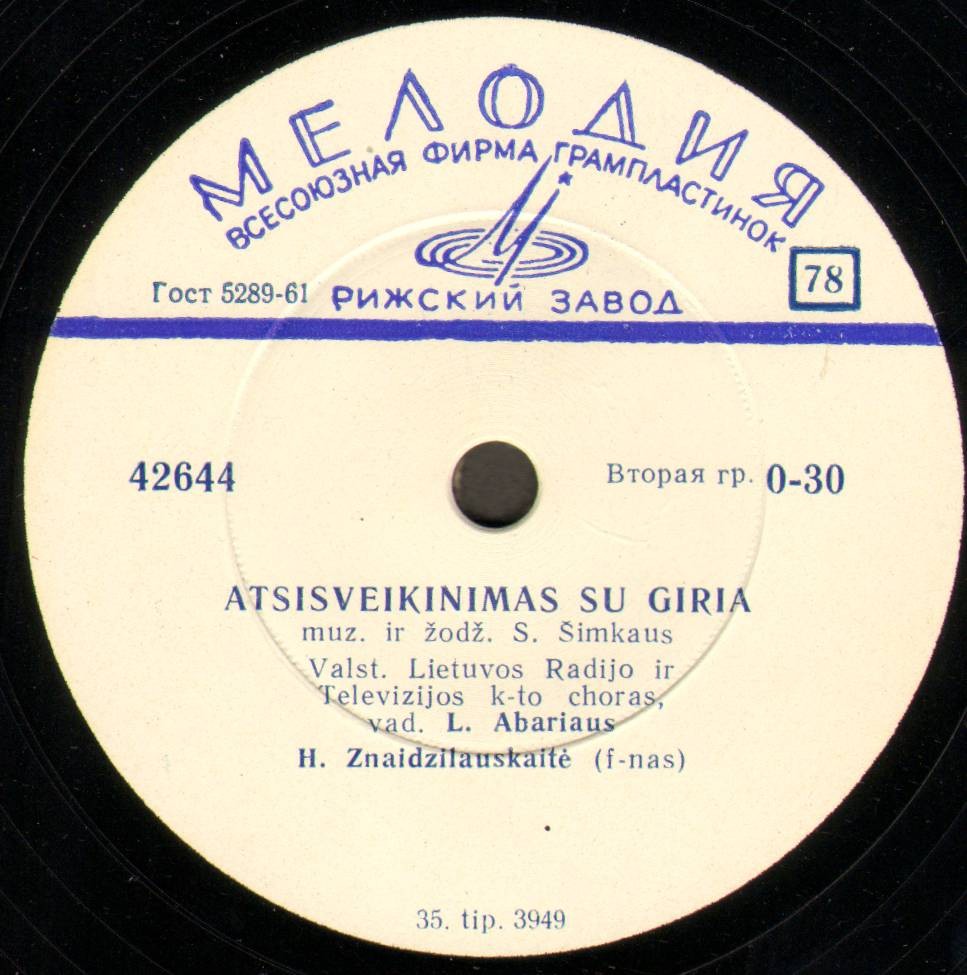 МЕЛОДИЯ
ВСЕСОЮЗНАЯ ФИРМА ГРАМПЛАСТИНОК
Гост 5289-61
РИЖСКИЙ ЗАВОД
78
42644
Вторая гр. 0-30
ATSISVEIKINIMAS SU GIRIA
muz. ir žodž. S. Šimkaus
Valst. Lietuvos Radijo ir
Televizijos k-to choras,
vad. L. Abariaus
H. Znaidzilauskaitė (f-nas)
35. tip. 3949